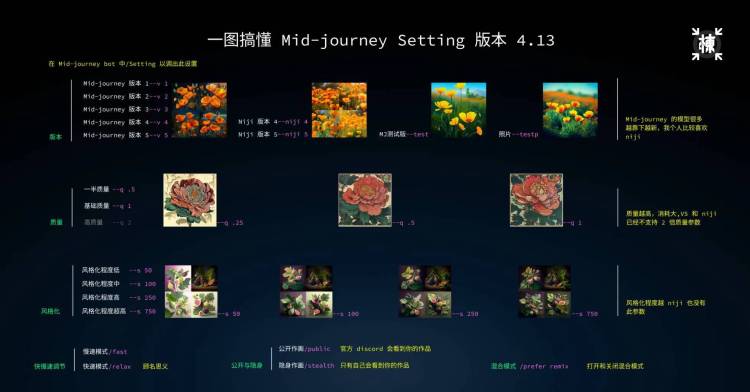 一图搞懂 Mid-journey Setting 版本 4.13
栋
在 Mid-journey bot 中/Setting 以调出此设置
版本
Mid-journey 版本 1--v 1
Mid-journey 版本 2--v 2
Mid-journey 版本 3--v 3
Mid-journey 版本 4--v 4
Mid-journey 版本 5--v 5
Niji 版本 4--niji 4
Niji 版本 5--niji 5
MJ测试版--test
照片--testp
Mid-journey 的模型很多
越靠下越新，我个人比较喜欢
niji
质量
一半质量 --q .5
基础质量 --q 1
高质量 --q 2
--q .25
--q .5
--q 1
质量越高，消耗大,V5 和 niji
已经不支持 2 倍质量参数
风格化
风格化程度低 --s 50
风格化程度中 --s 100
风格化程度高 --s 250
风格化程度超高 --s 750
--s 50
--s 100
--s 250
--s 750
风格化程度越 niji 也没有
此参数
快慢速调节
慢速模式/fast
快速模式/relax 顾名思义
公开与隐身
公开作画/public 官方 discord 会看到你的作品
隐身作画/stealth 只有自己会看到你的作品
混合模式 /prefer remix 打开和关闭混合模式